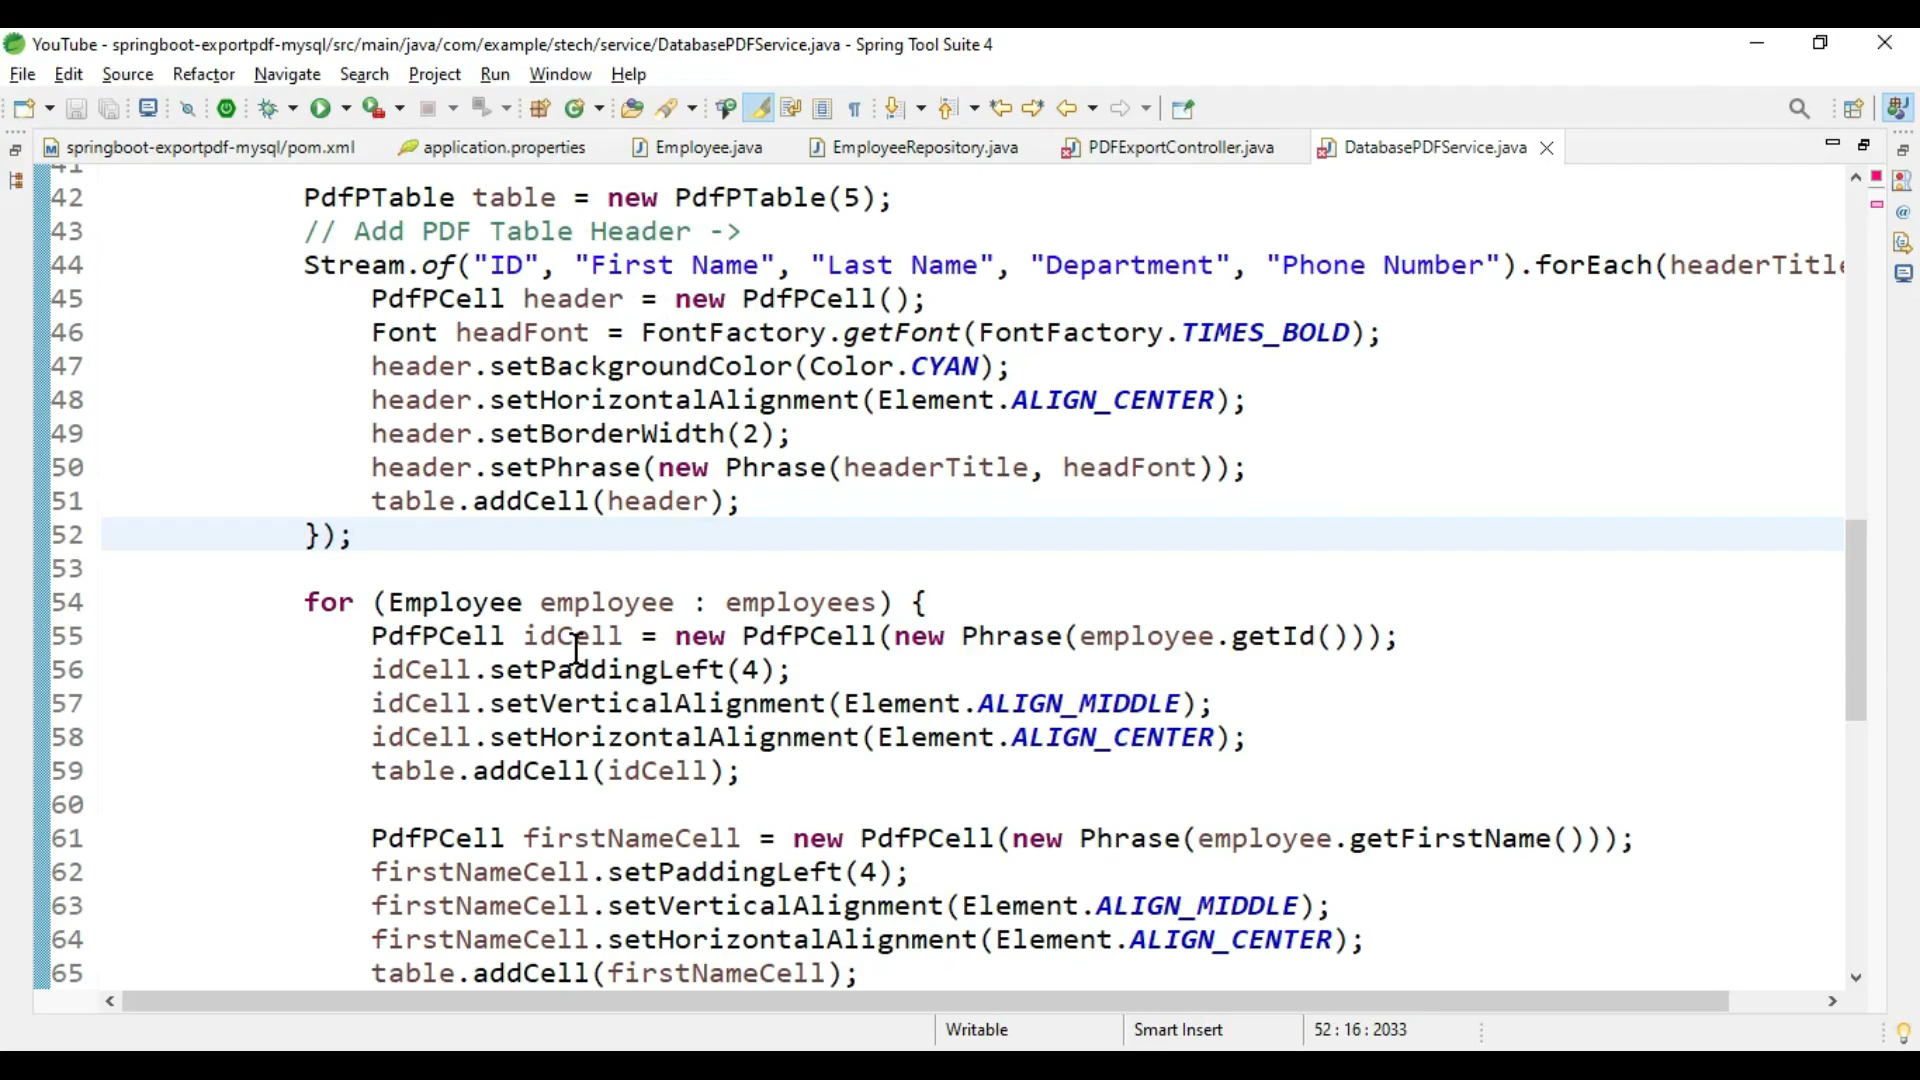 YouTube - springboot-exportpdf-mysql/src/main/java/com/example/stech/service/DatabasePDFService.java - Spring Tool Suite 4
File Edit Source Refactor Navigate Search Project Run Window Help
springboot-exportpdf-mysql/pom.xml application.properties Employee.java EmployeeRepository.java PDFExportController.java DatabasePDFService.java
41
42 PdfPTable table = new PdfPTable(5);
43 // Add PDF Table Header ->
44 Stream.of("ID", "First Name", "Last Name", "Department", "Phone Number").forEach(headerTitle
45 PdfPCell header = new PdfPCell();
46 Font headFont = FontFactory.getFont(FontFactory.TIMES_BOLD);
47 header.setBackgroundColor(Color.CYAN);
48 header.setHorizontalAlignment(Element.ALIGN_CENTER);
49 header.setBorderWidth(2);
50 header.setPhrase(new Phrase(headerTitle, headFont));
51 table.addCell(header);
52 });
53
54 for (Employee employee : employees) {
55 PdfPCell idCell = new PdfPCell(new Phrase(employee.getId()));
56 idCell.setPaddingLeft(4);
57 idCell.setVerticalAlignment(Element.ALIGN_MIDDLE);
58 idCell.setHorizontalAlignment(Element.ALIGN_CENTER);
59 table.addCell(idCell);
60
61 PdfPCell firstNameCell = new PdfPCell(new Phrase(employee.getFirstName()));
62 firstNameCell.setPaddingLeft(4);
63 firstNameCell.setVerticalAlignment(Element.ALIGN_MIDDLE);
64 firstNameCell.setHorizontalAlignment(Element.ALIGN_CENTER);
65 table.addCell(firstNameCell);
Writable Smart Insert 52 : 16 : 2033